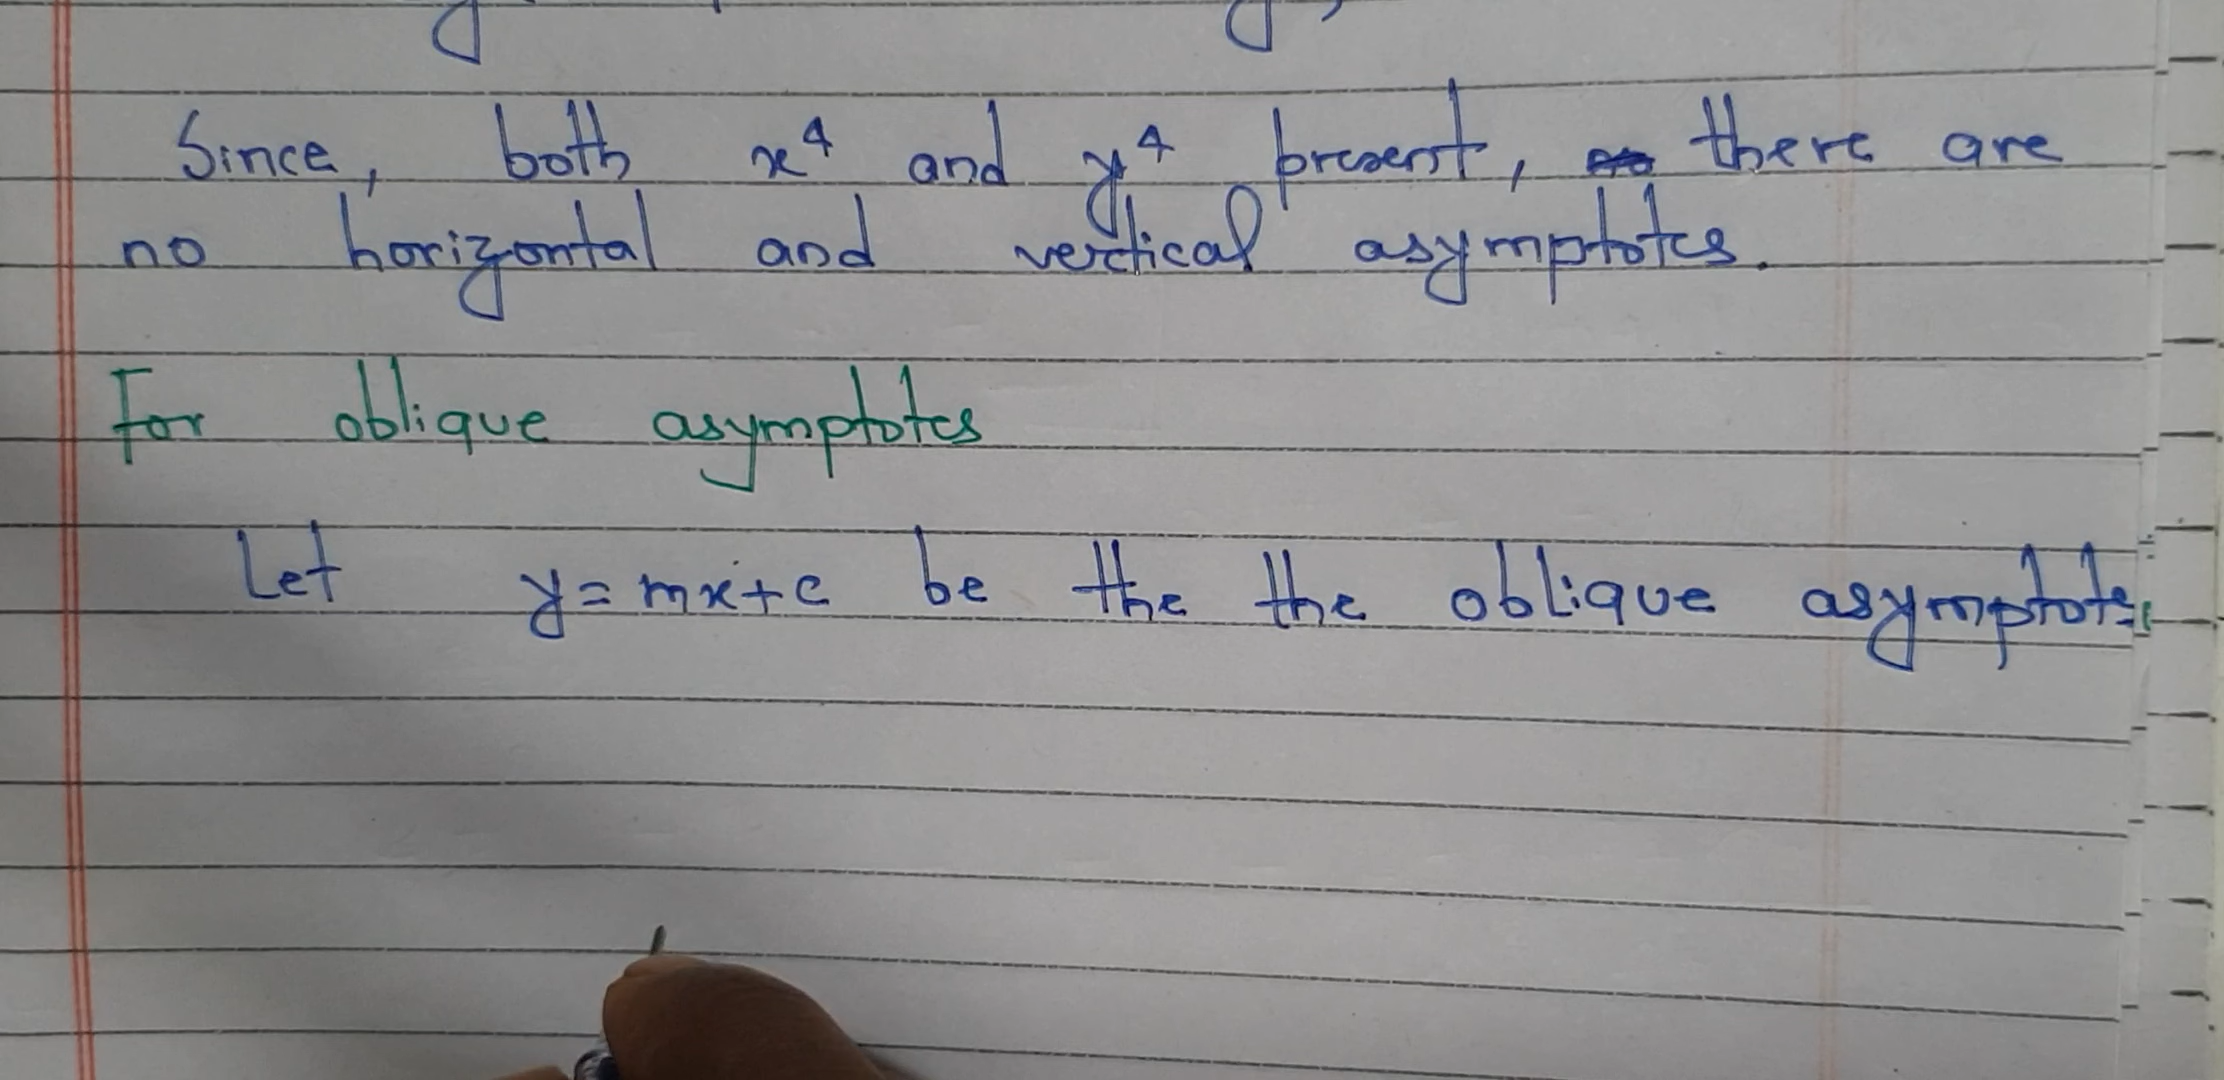 Since, both x⁴ and y⁴ present, there are
no horizontal and vertical asymptotes.
For oblique asymptotes
Let y = mx + c be the the oblique asymptote